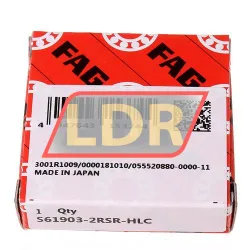 FAG
FAG
LDR
3001R1009/0000181010/055520880-0000-11
MADE IN JAPAN
1 Qty
S61903-2RSR-HLC